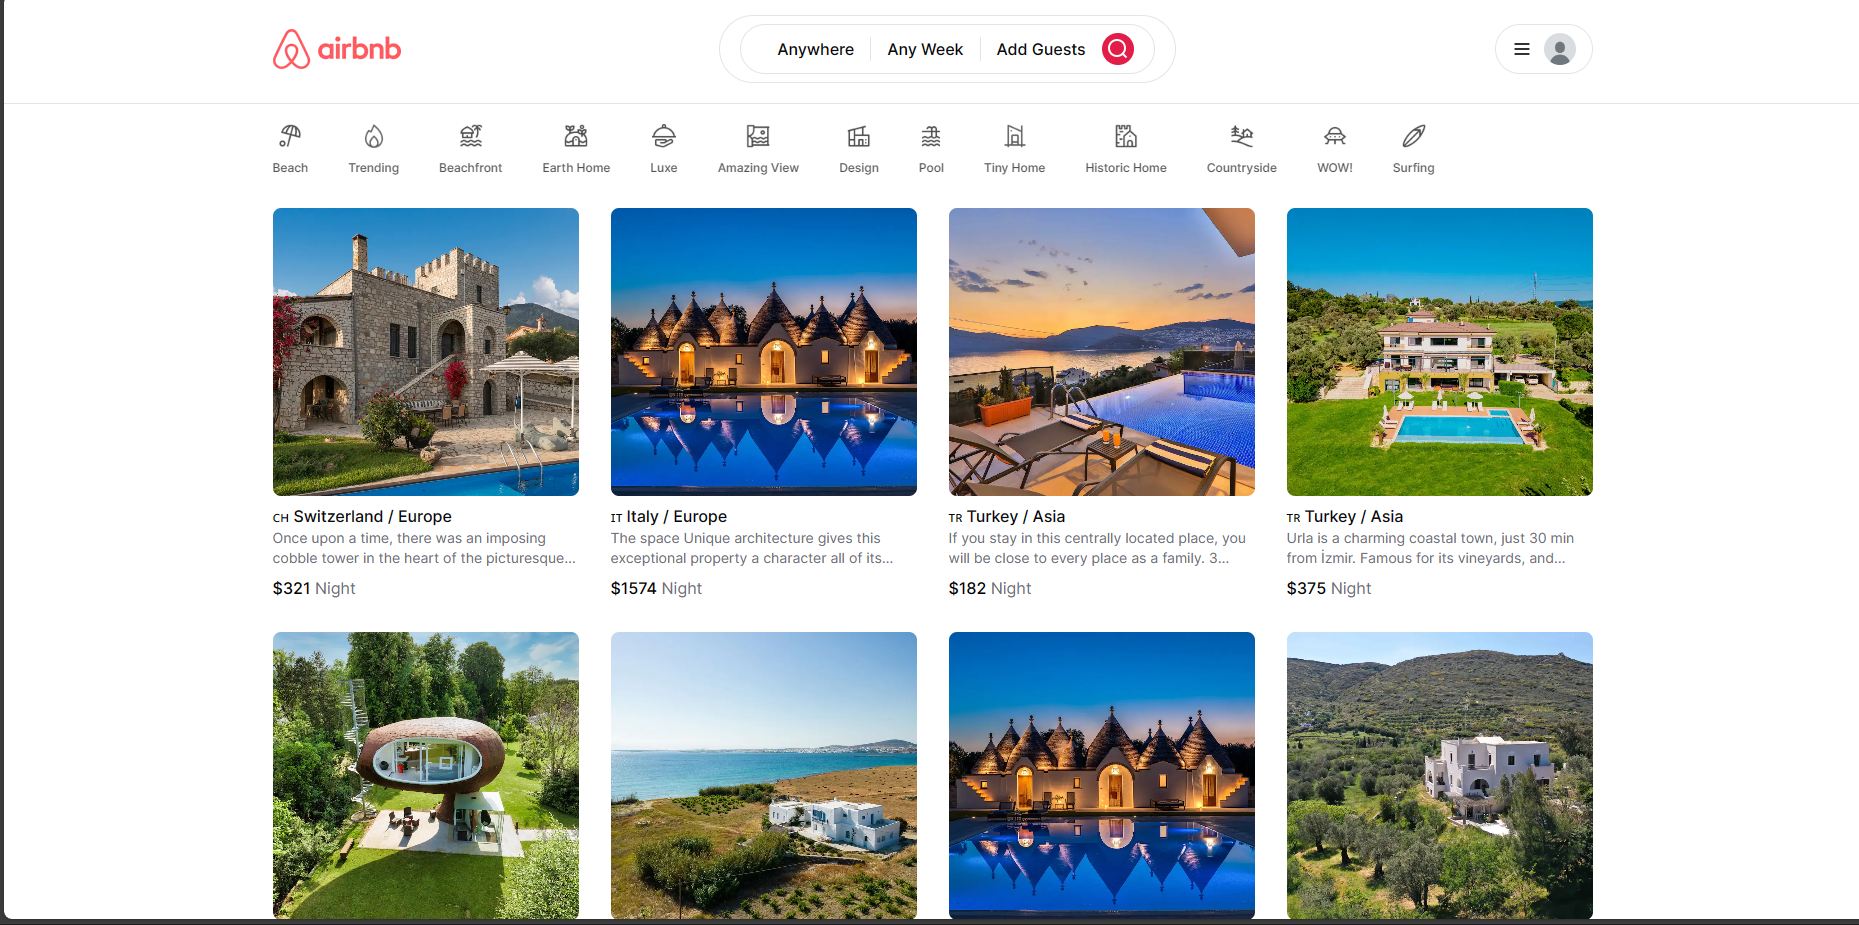 airbnb
Anywhere
Any Week
Add Guests
Beach
Trending
Beachfront
Earth Home
Luxe
Amazing View
Design
Pool
Tiny Home
Historic Home
Countryside
WOW!
Surfing
CH Switzerland / Europe
Once upon a time, there was an imposing
cobble tower in the heart of the picturesque...
$321 Night
IT Italy / Europe
The space Unique architecture gives this
exceptional property a character all of its...
$1574 Night
TR Turkey / Asia
If you stay in this centrally located place, you
will be close to every place as a family. 3...
$182 Night
TR Turkey / Asia
Urla is a charming coastal town, just 30 min
from İzmir. Famous for its vineyards, and...
$375 Night